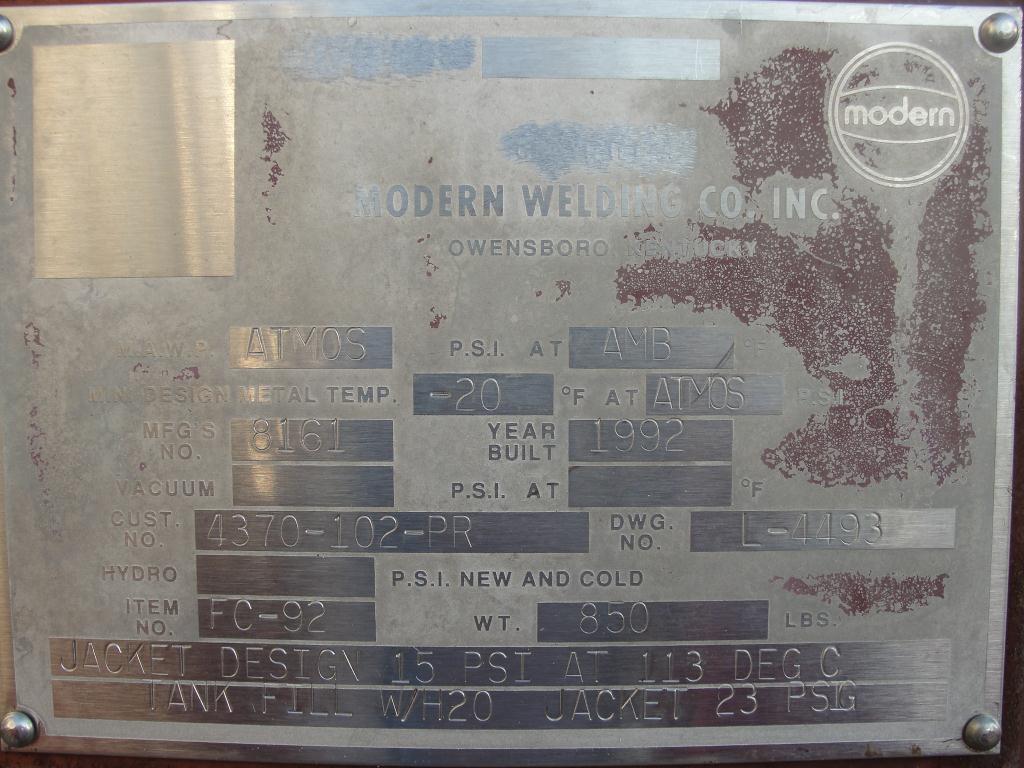 modern
MODERN WELDING CO. INC.
OWENSBORO, KENTUCKY
M.A.W.P. ATMOS P.S.I. AT AMB °F
MIN. DESIGN METAL TEMP. -20 °F AT ATMOS P.S.I.
MFG'S NO. 8161 YEAR BUILT 1992
VACUUM P.S.I. AT °F
CUST. NO. 4370-102-PR DWG. NO. L-4493
HYDRO P.S.I. NEW AND COLD
ITEM NO. FC-92 WT. 850 LBS.
JACKET DESIGN 15 PSI AT 113 DEG C
TANK FILL W/H20 JACKET 23 PSIG